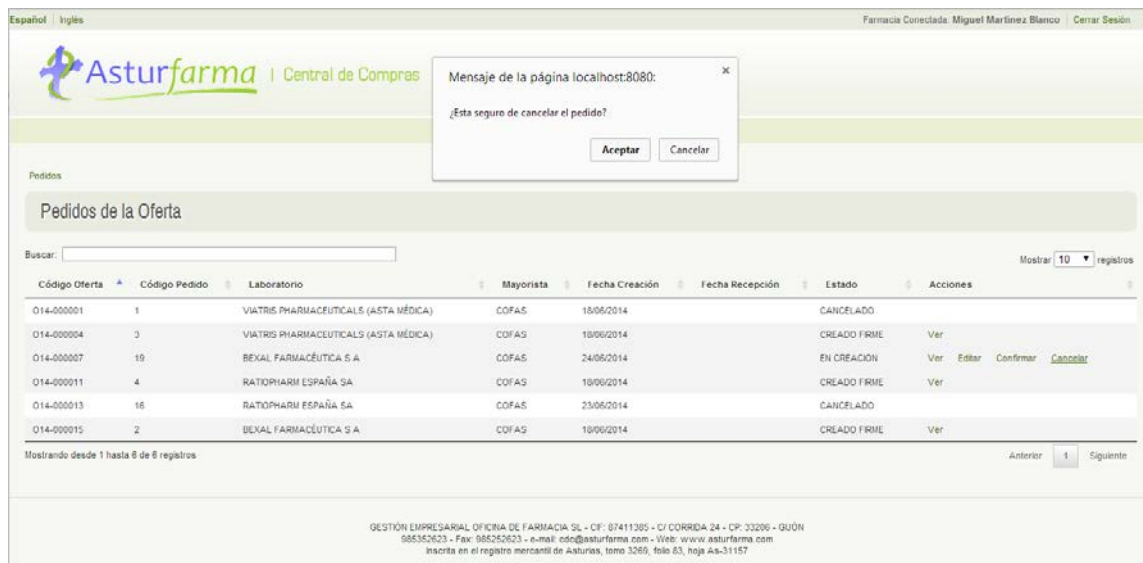 Español | Inglés
Farmacia Conectada: Miguel Martinez Blanco | Cerrar Sesión
Asturfarma | Central de Compras
Mensaje de la página localhost:8080: ×
¿Esta seguro de cancelar el pedido?
Aceptar Cancelar
Pedidos
Pedidos de la Oferta
Buscar:
Mostrar 10 registros
Código Oferta Código Pedido Laboratorio Mayorista Fecha Creación Fecha Recepción Estado Acciones
O14-000001 1 VIATRIS PHARMACEUTICALS (ASTA MÉDICA) COFAS 18/06/2014 CANCELADO
O14-000004 3 VIATRIS PHARMACEUTICALS (ASTA MÉDICA) COFAS 18/06/2014 CREADO FIRME Ver
O14-000007 19 BEXAL FARMACÉUTICA S.A. COFAS 24/06/2014 EN CREACION Ver Editar Confirmar Cancelar
O14-000011 4 RATIOPHARM ESPAÑA SA COFAS 18/06/2014 CREADO FIRME Ver
O14-000013 16 RATIOPHARM ESPAÑA SA COFAS 23/06/2014 CANCELADO
O14-000015 2 BEXAL FARMACÉUTICA S.A. COFAS 18/06/2014 CREADO FIRME Ver
Mostrando desde 1 hasta 6 de 6 registros
Anterior 1 Siguiente
GESTIÓN EMPRESARIAL OFICINA DE FARMACIA SL - CIF: 87411385 - C/ CORRIDA 24 - CP: 33206 - GIJÓN
985352623 - Fax: 985252623 - e-mail: cdc@asturfarma.com - Web: www.asturfarma.com
Inscrita en el registro mercantil de Asturias, tomo 3269, folio 83, hoja As-31157